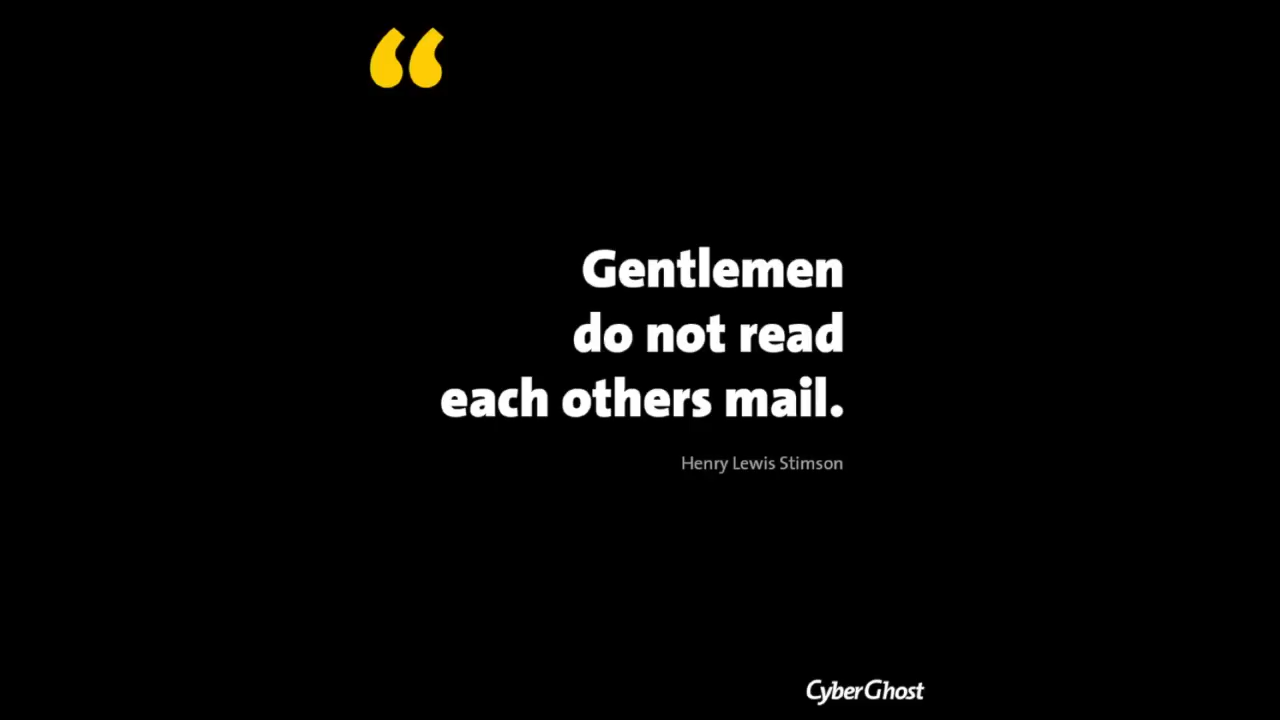 “
Gentlemen
do not read
each others mail.
Henry Lewis Stimson
CyberGhost